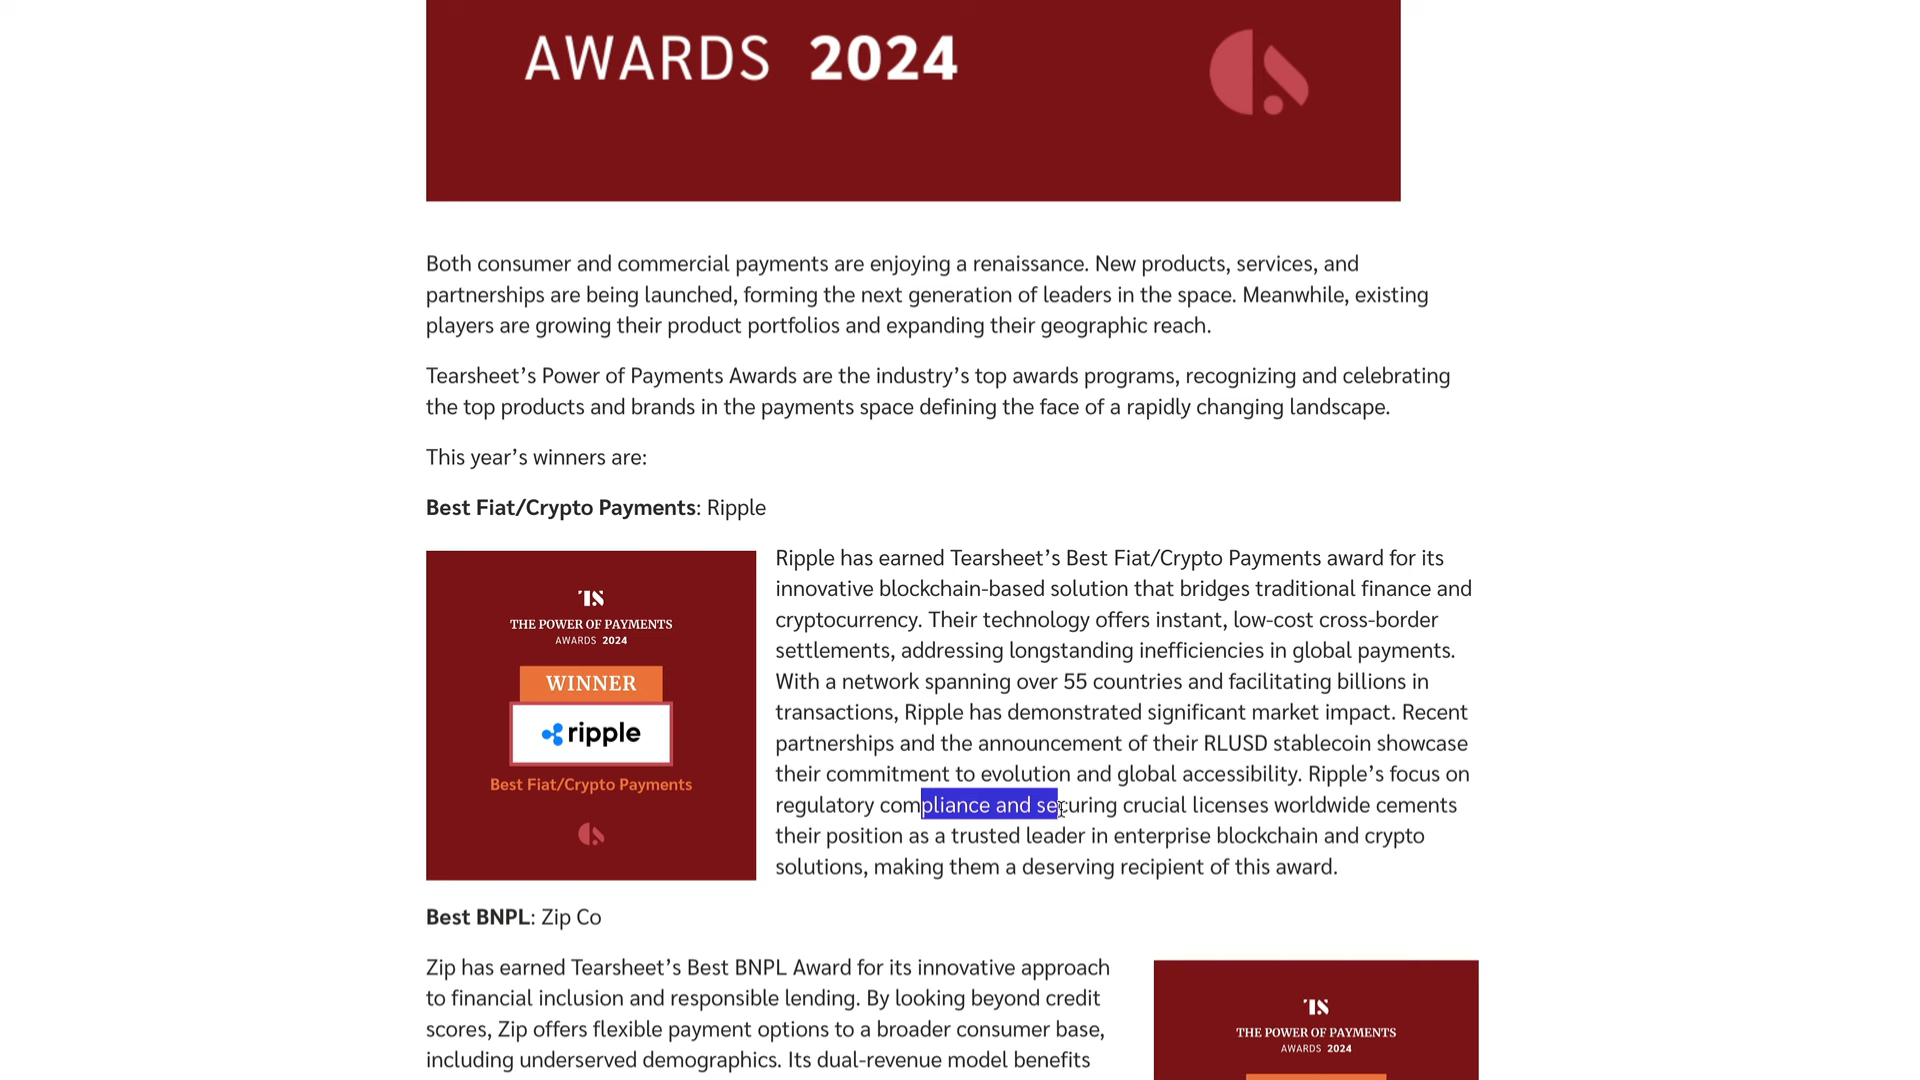 AWARDS 2024
Both consumer and commercial payments are enjoying a renaissance. New products, services, and
partnerships are being launched, forming the next generation of leaders in the space. Meanwhile, existing
players are growing their product portfolios and expanding their geographic reach.
Tearsheet’s Power of Payments Awards are the industry’s top awards programs, recognizing and celebrating
the top products and brands in the payments space defining the face of a rapidly changing landscape.
This year’s winners are:
Best Fiat/Crypto Payments: Ripple
TS
THE POWER OF PAYMENTS
AWARDS 2024
WINNER
ripple
Best Fiat/Crypto Payments
Ripple has earned Tearsheet’s Best Fiat/Crypto Payments award for its
innovative blockchain-based solution that bridges traditional finance and
cryptocurrency. Their technology offers instant, low-cost cross-border
settlements, addressing longstanding inefficiencies in global payments.
With a network spanning over 55 countries and facilitating billions in
transactions, Ripple has demonstrated significant market impact. Recent
partnerships and the announcement of their RLUSD stablecoin showcase
their commitment to evolution and global accessibility. Ripple’s focus on
regulatory compliance and securing crucial licenses worldwide cements
their position as a trusted leader in enterprise blockchain and crypto
solutions, making them a deserving recipient of this award.
Best BNPL: Zip Co
Zip has earned Tearsheet’s Best BNPL Award for its innovative approach
to financial inclusion and responsible lending. By looking beyond credit
scores, Zip offers flexible payment options to a broader consumer base,
including underserved demographics. Its dual-revenue model benefits
TS
THE POWER OF PAYMENTS
AWARDS 2024